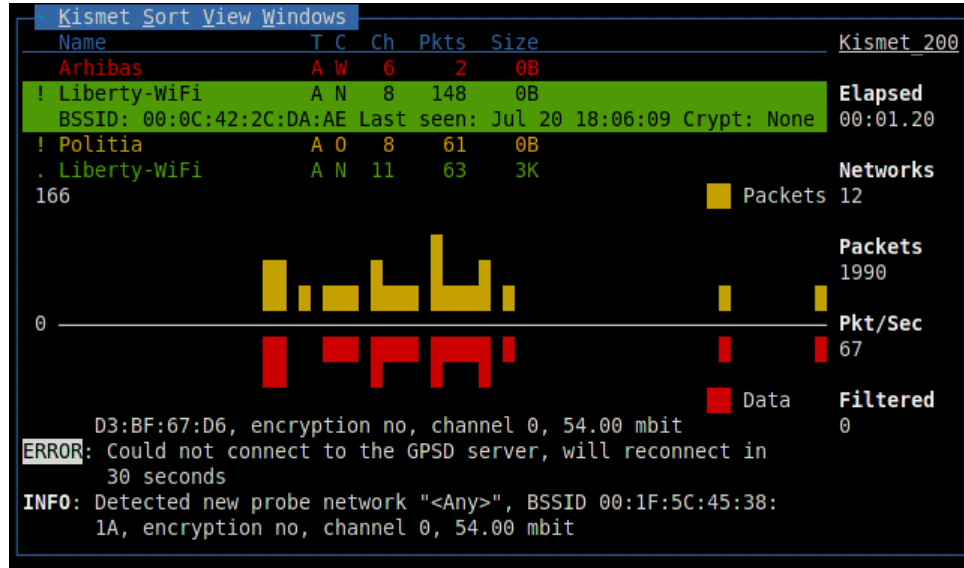 Kismet Sort View Windows
Name T C Ch Pkts Size Kismet_200
Arhibas A W 6 2 0B
! Liberty-WiFi A N 8 148 0B Elapsed
BSSID: 00:0C:42:2C:DA:AE Last seen: Jul 20 18:06:09 Crypt: None 00:01.20
! Politia A O 8 61 0B
. Liberty-WiFi A N 11 63 3K Networks
166 Packets 12
Packets
1990
0 Pkt/Sec
67
Data Filtered
D3:BF:67:D6, encryption no, channel 0, 54.00 mbit 0
ERROR: Could not connect to the GPSD server, will reconnect in
30 seconds
INFO: Detected new probe network "<Any>", BSSID 00:1F:5C:45:38:
1A, encryption no, channel 0, 54.00 mbit